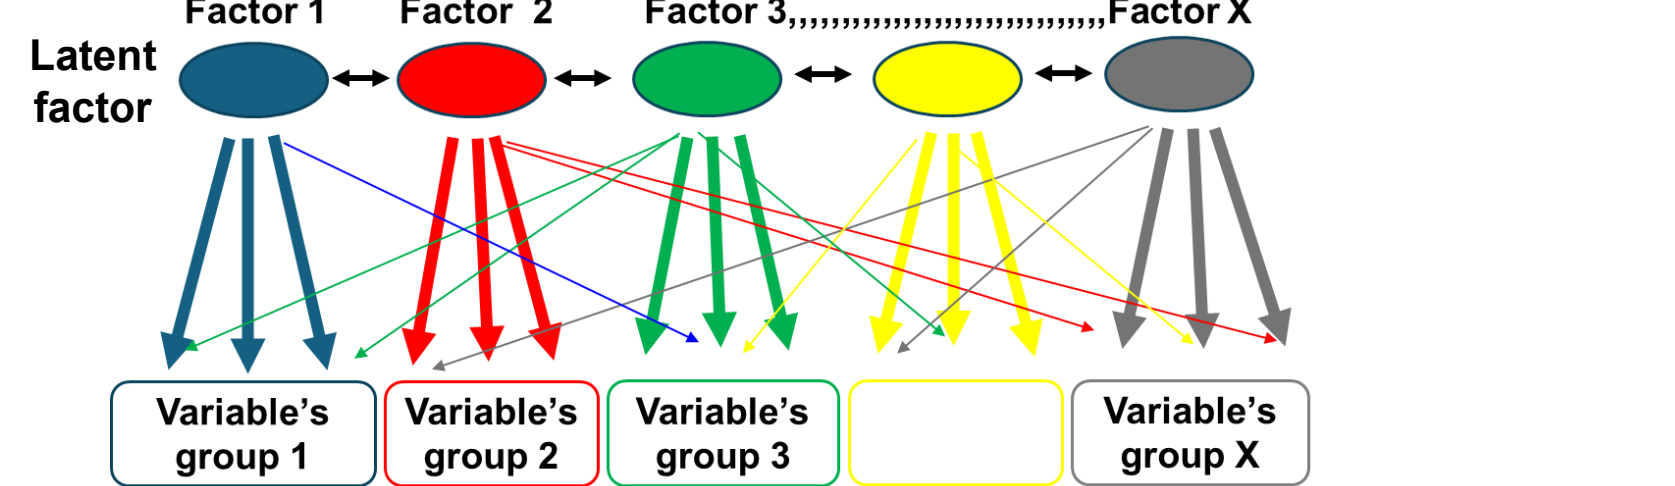 Factor 1 Factor 2 Factor 3,,,,,,,,,,,,,,,,,,,,,,,,,,,,,,Factor X
Latent
factor
Variable’s
group 1
Variable’s
group 2
Variable’s
group 3
Variable’s
group X